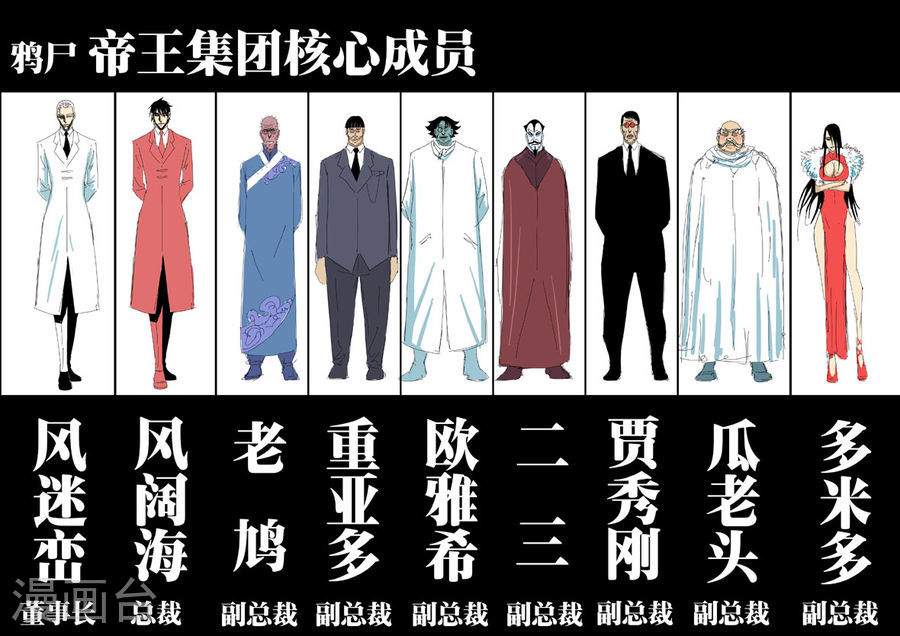 鸦尸 帝王集团核心成员
风迷峦
风阔海
老鸠
重亚多
欧雅希
二二三
贾秀刚
瓜老头
多米多
董事长
总裁
副总裁
副总裁
副总裁
副总裁
副总裁
副总裁
副总裁
漫画台